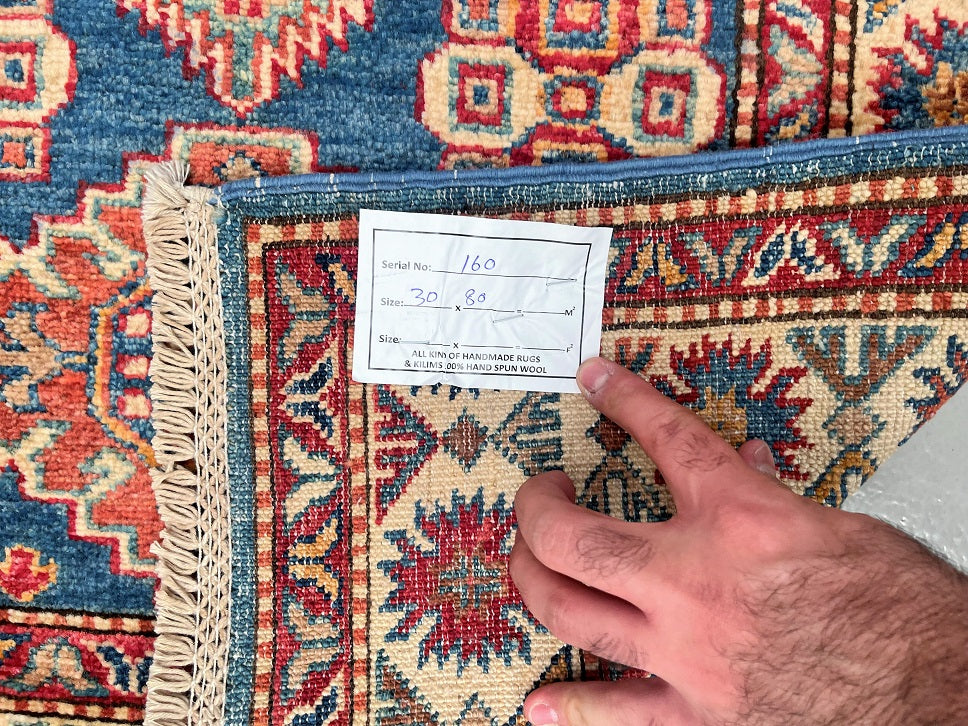 Serial No: 160
Size: 30 x 80 = M²
Size: x = F²
ALL KIND OF HANDMADE RUGS
& KILIMS 100% HAND SPUN WOOL